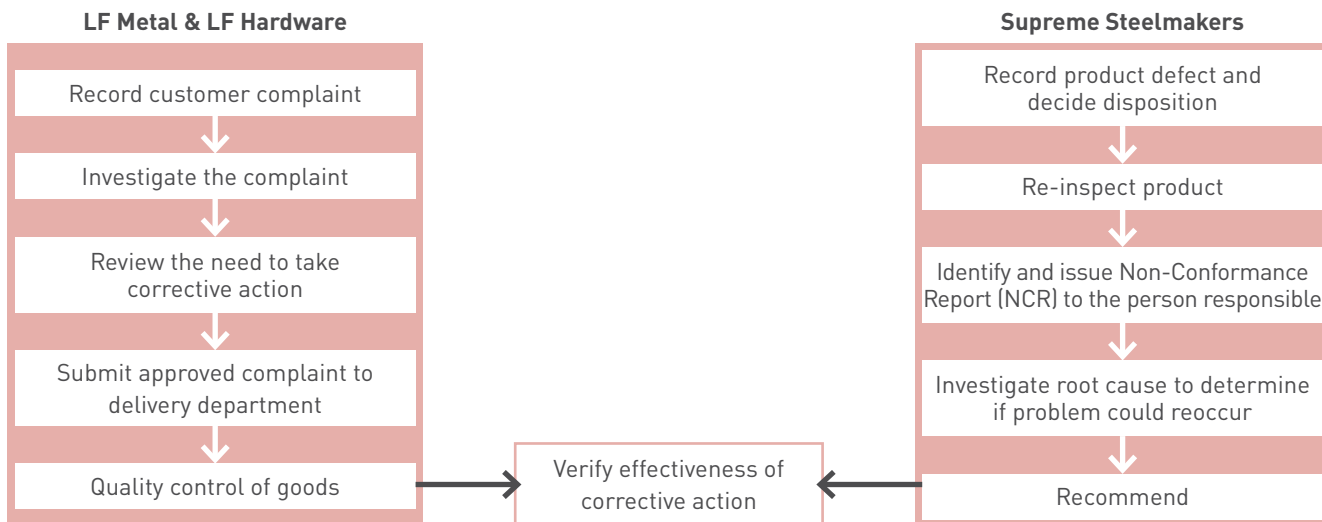 LF Metal & LF Hardware
Record customer complaint
Investigate the complaint
Review the need to take
corrective action
Submit approved complaint to
delivery department
Quality control of goods
Verify effectiveness of
corrective action
Supreme Steelmakers
Record product defect and
decide disposition
Re-inspect product
Identify and issue Non-Conformance
Report (NCR) to the person responsible
Investigate root cause to determine
if problem could reoccur
Recommend